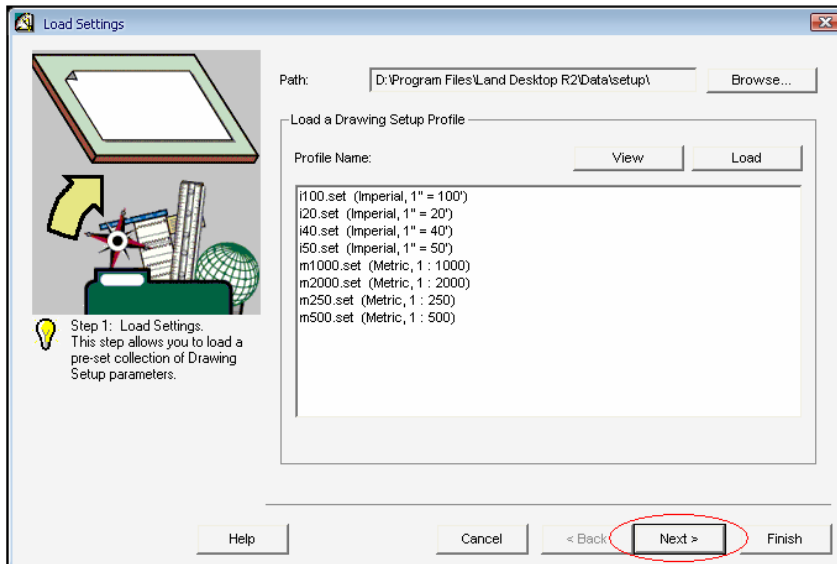 Load Settings
Path: D:\Program Files\Land Desktop R2\Data\setup\ Browse...
Load a Drawing Setup Profile
Profile Name: View Load
i100.set (Imperial, 1" = 100')
i20.set (Imperial, 1" = 20')
i40.set (Imperial, 1" = 40')
i50.set (Imperial, 1" = 50')
m1000.set (Metric, 1 : 1000)
m2000.set (Metric, 1 : 2000)
m250.set (Metric, 1 : 250)
m500.set (Metric, 1 : 500)
Step 1: Load Settings.
This step allows you to load a
pre-set collection of Drawing
Setup parameters.
Help Cancel < Back Next > Finish